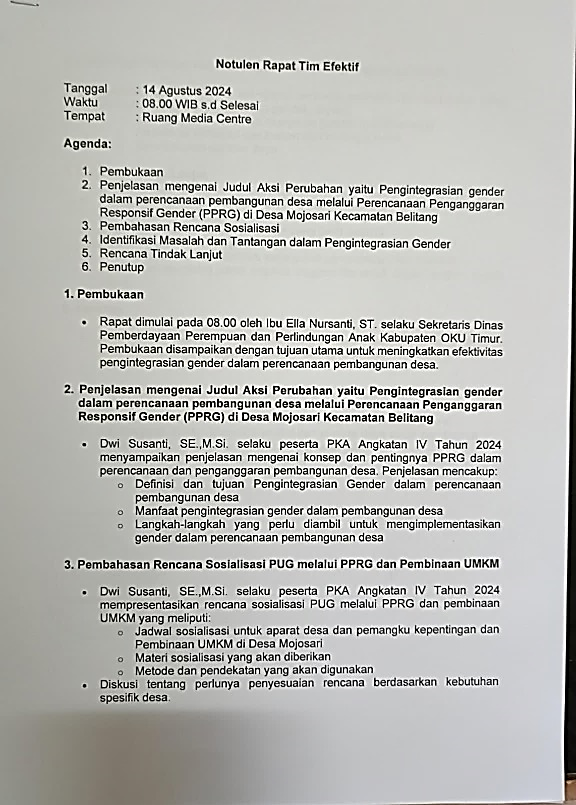 Notulen Rapat Tim Efektif
Tanggal : 14 Agustus 2024
Waktu : 08.00 WIB s.d Selesai
Tempat : Ruang Media Centre
Agenda:
1. Pembukaan
2. Penjelasan mengenai Judul Aksi Perubahan yaitu Pengintegrasian gender
dalam perencanaan pembangunan desa melalui Perencanaan Penganggaran
Responsif Gender (PPRG) di Desa Mojosari Kecamatan Belitang
3. Pembahasan Rencana Sosialisasi
4. Identifikasi Masalah dan Tantangan dalam Pengintegrasian Gender
5. Rencana Tindak Lanjut
6. Penutup
1. Pembukaan
• Rapat dimulai pada 08.00 oleh Ibu Ella Nursanti, ST. selaku Sekretaris Dinas
Pemberdayaan Perempuan dan Perlindungan Anak Kabupaten OKU Timur.
Pembukaan disampaikan dengan tujuan utama untuk meningkatkan efektivitas
pengintegrasian gender dalam perencanaan pembangunan desa.
2. Penjelasan mengenai Judul Aksi Perubahan yaitu Pengintegrasian gender
dalam perencanaan pembangunan desa melalui Perencanaan Penganggaran
Responsif Gender (PPRG) di Desa Mojosari Kecamatan Belitang
• Dwi Susanti, SE.,M.Si. selaku peserta PKA Angkatan IV Tahun 2024
menyampaikan penjelasan mengenai konsep dan pentingnya PPRG dalam
perencanaan dan penganggaran pembangunan desa. Penjelasan mencakup:
o Definisi dan tujuan Pengintegrasian Gender dalam perencanaan
pembangunan desa
o Manfaat pengintegrasian gender dalam pembangunan desa
o Langkah-langkah yang perlu diambil untuk mengimplementasikan
gender dalam perencanaan pembangunan desa
3. Pembahasan Rencana Sosialisasi PUG melalui PPRG dan Pembinaan UMKM
• Dwi Susanti, SE.,M.Si. selaku peserta PKA Angkatan IV Tahun 2024
mempresentasikan rencana sosialisasi PUG melalui PPRG dan pembinaan
UMKM yang meliputi:
o Jadwal sosialisasi untuk aparat desa dan pemangku kepentingan dan
Pembinaan UMKM di Desa Mojosari
o Materi sosialisasi yang akan diberikan
o Metode dan pendekatan yang akan digunakan
• Diskusi tentang perlunya penyesuaian rencana berdasarkan kebutuhan
spesifik desa.